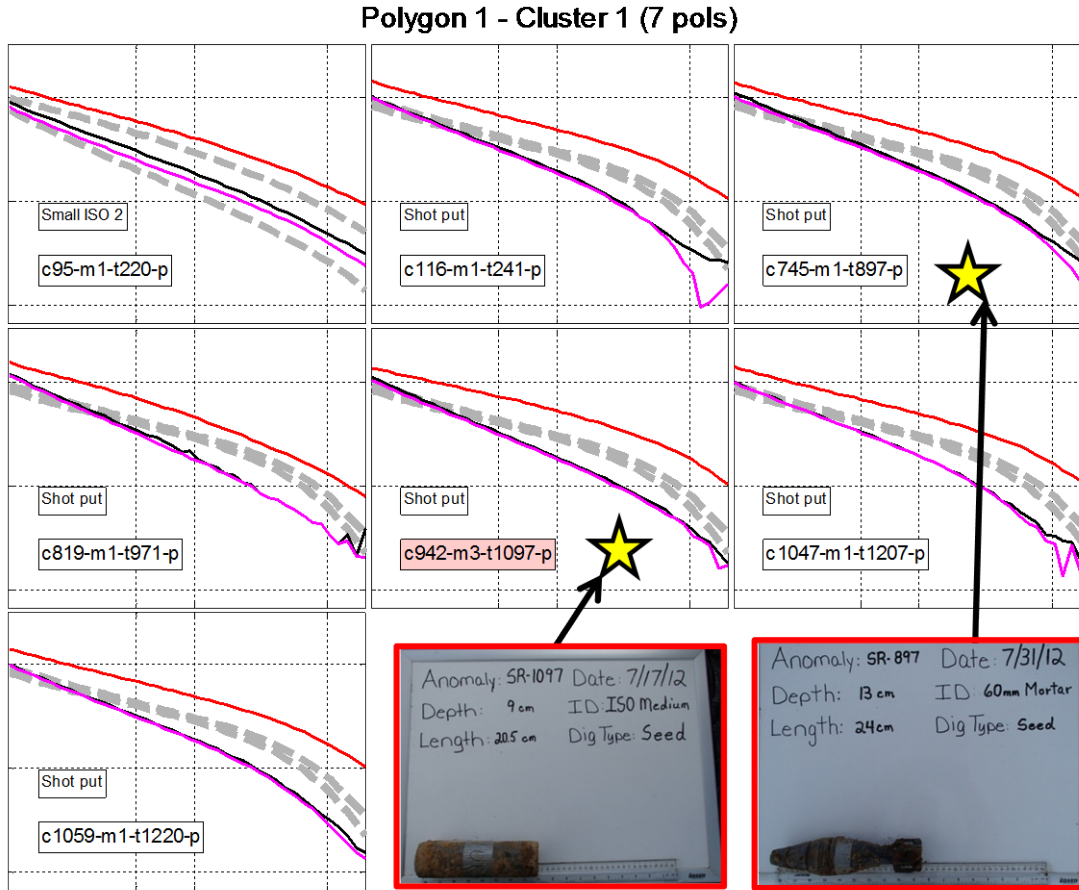 Polygon 1 - Cluster 1 (7 pols)
Small ISO 2
c95-m1-t220-p
Shot put
c116-m1-t241-p
Shot put
c745-m1-t897-p
Shot put
c819-m1-t971-p
Shot put
c942-m3-t1097-p
Shot put
c1047-m1-t1207-p
Shot put
c1059-m1-t1220-p
Anomaly: SR-1097 Date: 7/17/12
Depth: 9 cm ID: ISO Medium
Length: 20.5 cm Dig Type: Seed
Anomaly: SR-897 Date: 7/31/12
Depth: 13 cm ID: 60mm Mortar
Length: 24cm Dig Type: Seed